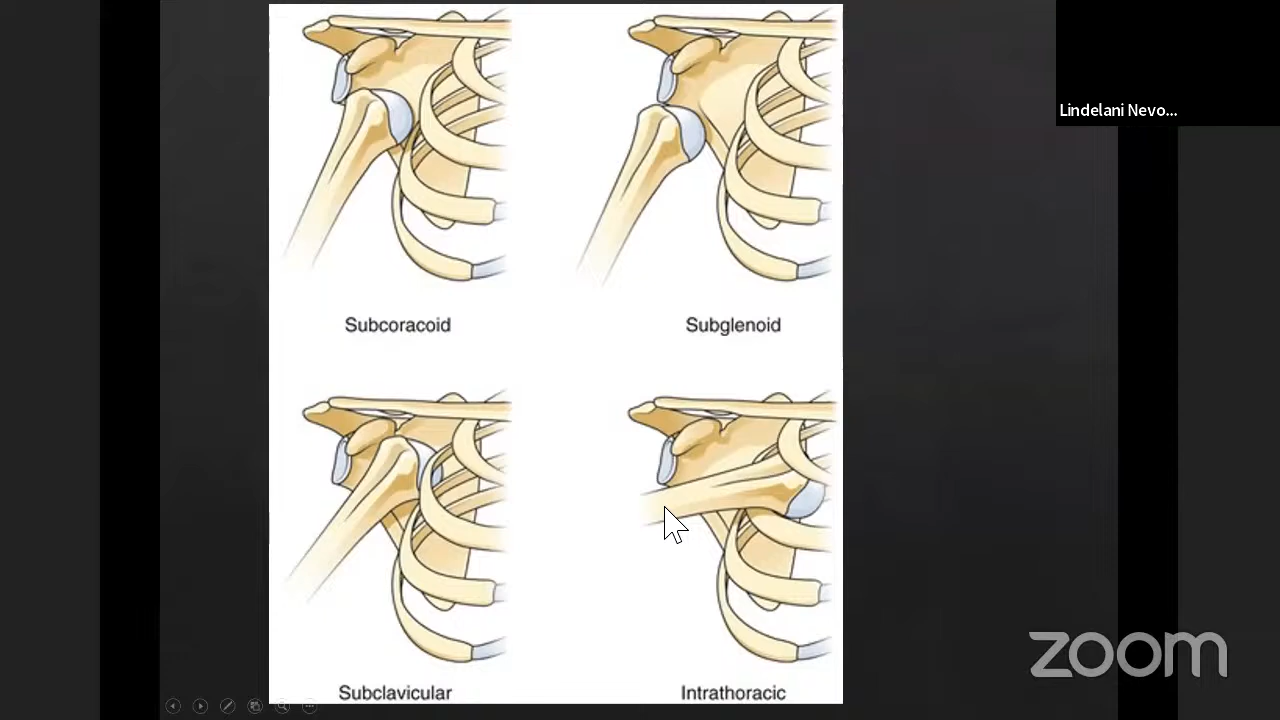 Lindelani Nevo...
Subcoracoid
Subglenoid
Subclavicular
Intrathoracic
zoom